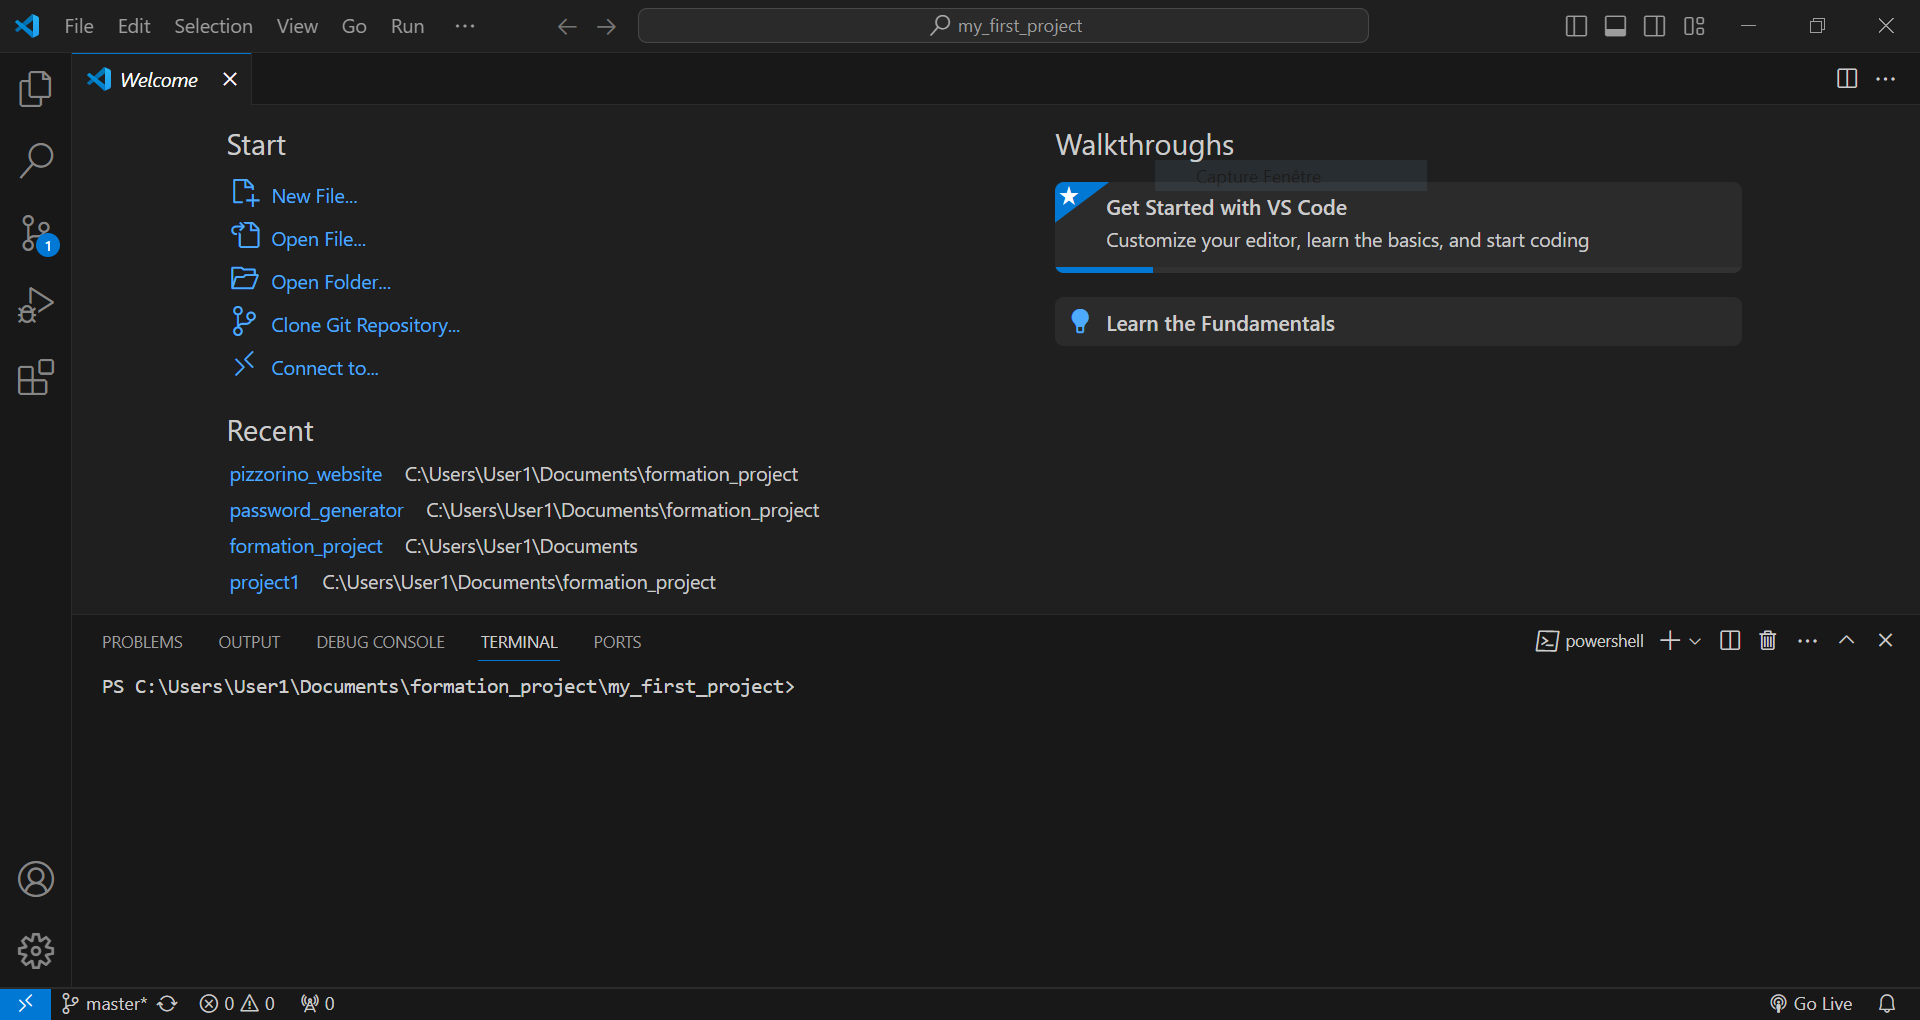 File Edit Selection View Go Run ··· my_first_project
Welcome
Start
New File...
Open File...
Open Folder...
Clone Git Repository...
Connect to...
Recent
pizzorino_website C:\Users\User1\Documents\formation_project
password_generator C:\Users\User1\Documents\formation_project
formation_project C:\Users\User1\Documents
project1 C:\Users\User1\Documents\formation_project
Walkthroughs
Capture Fenêtre
Get Started with VS Code
Customize your editor, learn the basics, and start coding
Learn the Fundamentals
1
PROBLEMS OUTPUT DEBUG CONSOLE TERMINAL PORTS powershell
PS C:\Users\User1\Documents\formation_project\my_first_project>
master* 0 0 0 Go Live